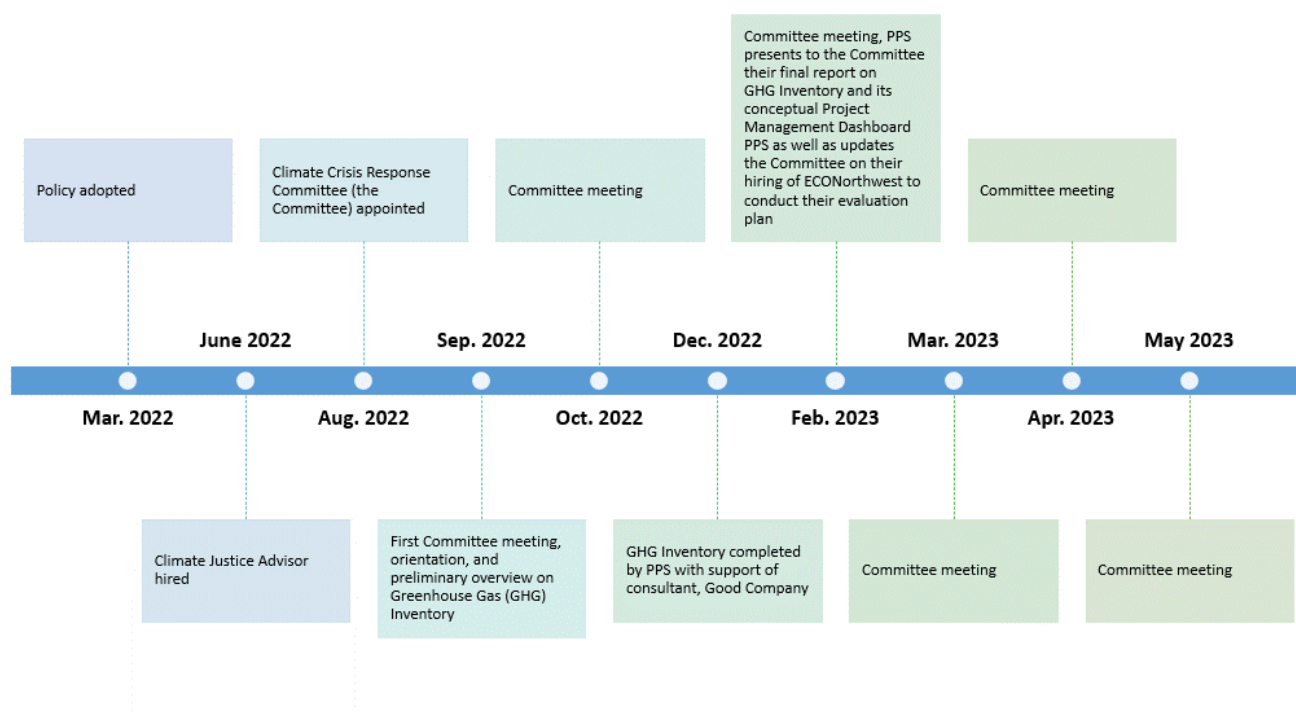 Committee meeting, PPS
presents to the Committee
their final report on
GHG Inventory and its
conceptual Project
Management Dashboard
PPS as well as updates
the Committee on their
hiring of ECONorthwest to
conduct their evaluation
plan
Policy adopted
Climate Crisis Response
Committee (the
Committee) appointed
Committee meeting
Committee meeting
June 2022
Sep. 2022
Dec. 2022
Mar. 2023
May 2023
Mar. 2022
Aug. 2022
Oct. 2022
Feb. 2023
Apr. 2023
Climate Justice Advisor
hired
First Committee meeting,
orientation, and
preliminary overview on
Greenhouse Gas (GHG)
Inventory
GHG Inventory completed
by PPS with support of
consultant, Good Company
Committee meeting
Committee meeting